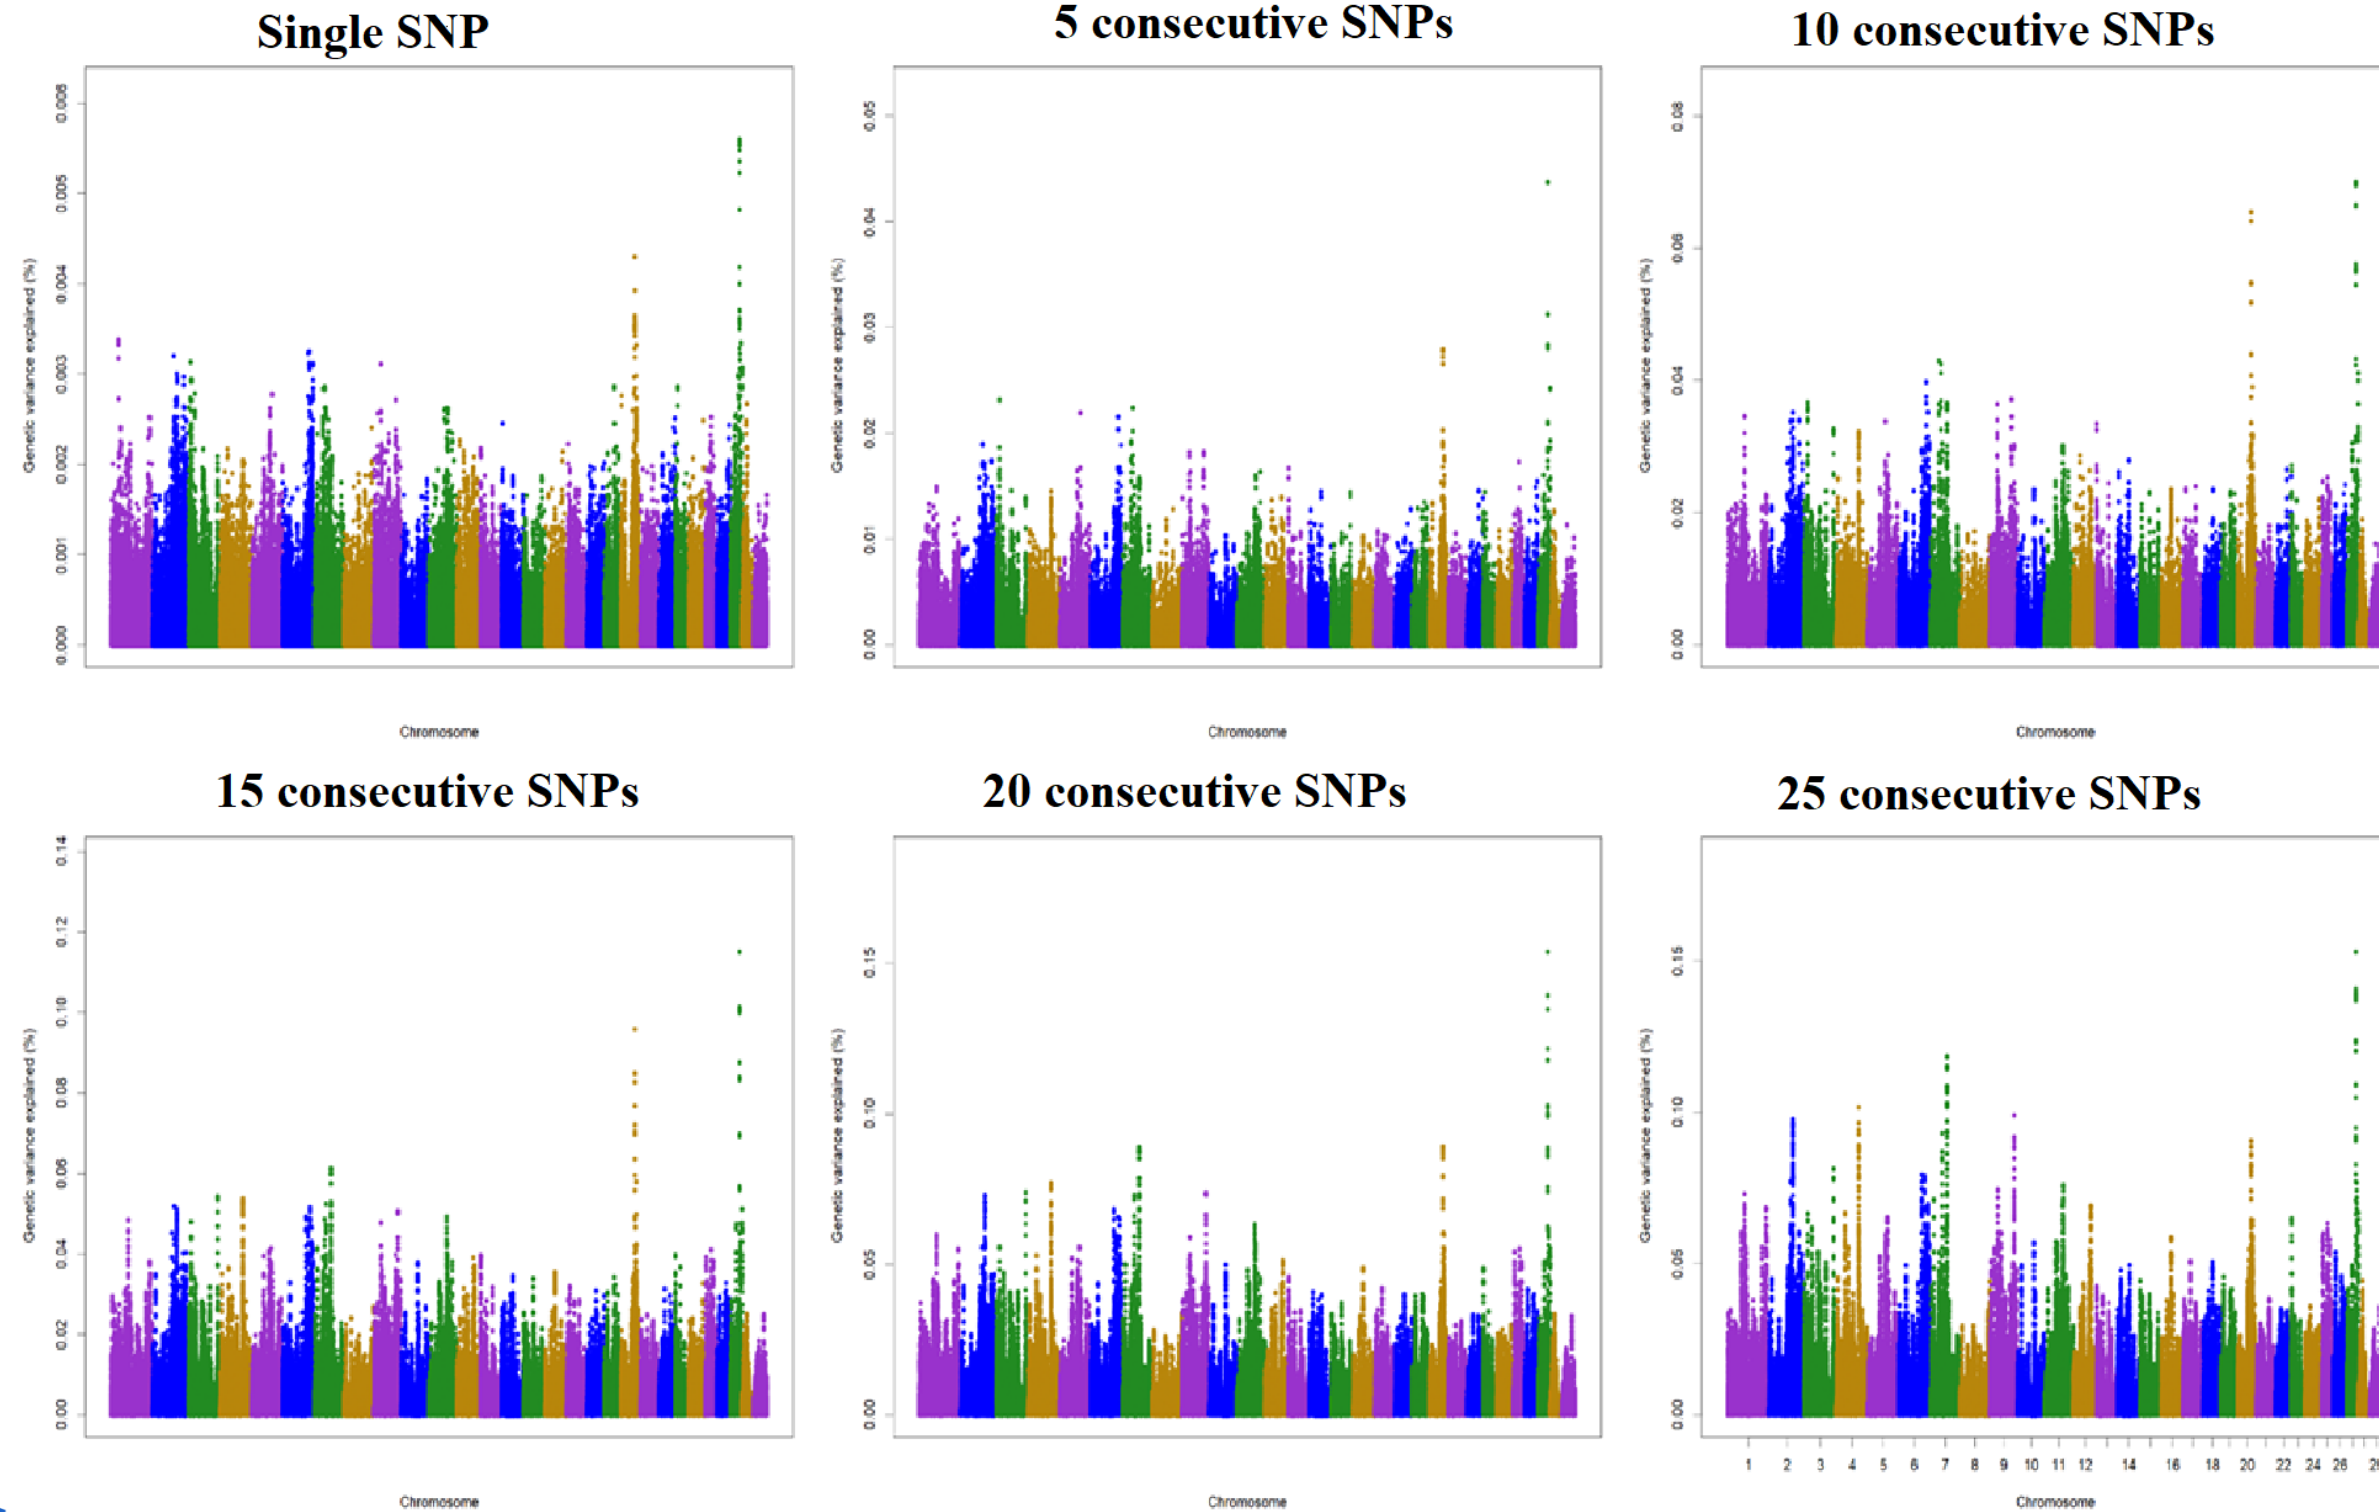 Single SNP
5 consecutive SNPs
10 consecutive SNPs
Genetic variance explained (%)
0.006
0.005
0.004
0.003
0.002
0.001
0.000
Chromosome
Genetic variance explained (%)
0.05
0.04
0.03
0.02
0.01
0.00
Chromosome
Genetic variance explained (%)
0.08
0.06
0.04
0.02
0.00
Chromosome
15 consecutive SNPs
20 consecutive SNPs
25 consecutive SNPs
Genetic variance explained (%)
0.14
0.12
0.10
0.08
0.06
0.04
0.02
0.00
Chromosome
Genetic variance explained (%)
0.15
0.10
0.05
0.00
Chromosome
Genetic variance explained (%)
0.15
0.10
0.05
0.00
1 2 3 4 5 6 7 8 9 10 11 12 14 16 18 20 22 24 26
Chromosome